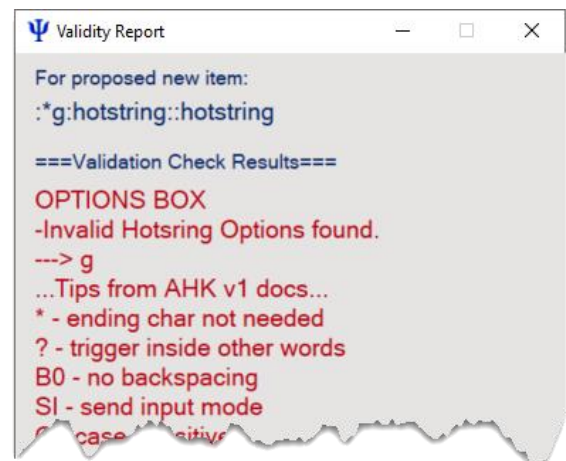 Ψ Validity Report
For proposed new item:
:*g:hotstring::hotstring
===Validation Check Results===
OPTIONS BOX
-Invalid Hotsring Options found.
---> g
...Tips from AHK v1 docs...
* - ending char not needed
? - trigger inside other words
B0 - no backspacing
SI - send input mode
case